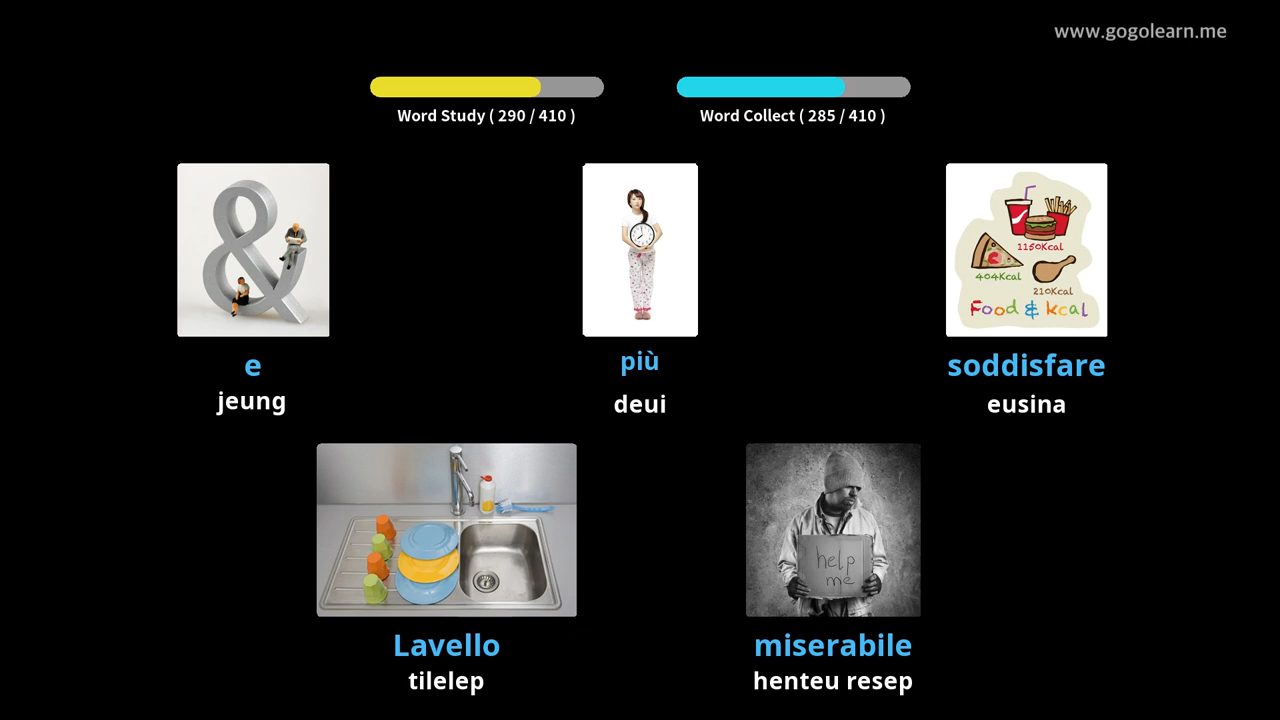 www.gogolearn.me
Word Study ( 290 / 410 )
Word Collect ( 285 / 410 )
1150Kcal
404Kcal
210Kcal
Food & kcal
e
jeung
più
deui
soddisfare
eusina
help
me
Lavello
tilelep
miserabile
henteu resep